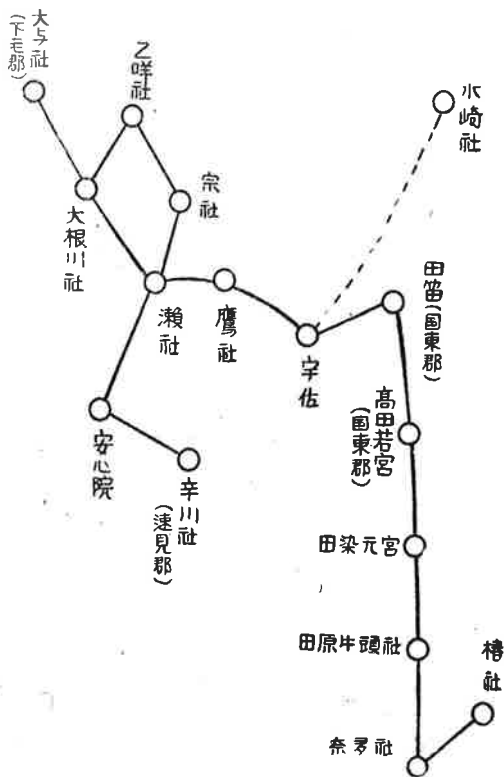 大与社
(下毛郡)
乙咩社
宗社
大根川社
瀬社
鷹社
宇佐
水崎社
田笛(国東郡)
高田若宮
(国東郡)
安心院
辛川社
(速見郡)
田染元宮
田原牛頭社
奈多社
椿社